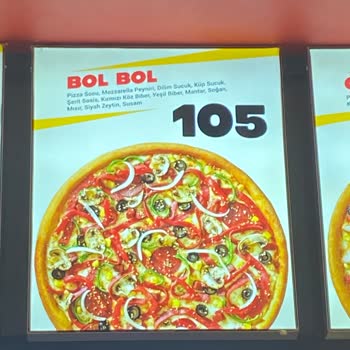 BOL BOL
Pizza Sosu, Mozzarella Peyniri, Dilim Sucuk, Küp Sucuk,
Şerit Sosis, Kırmızı Köz Biber, Yeşil Biber, Mantar, Soğan,
Mısır, Siyah Zeytin, Susam
105